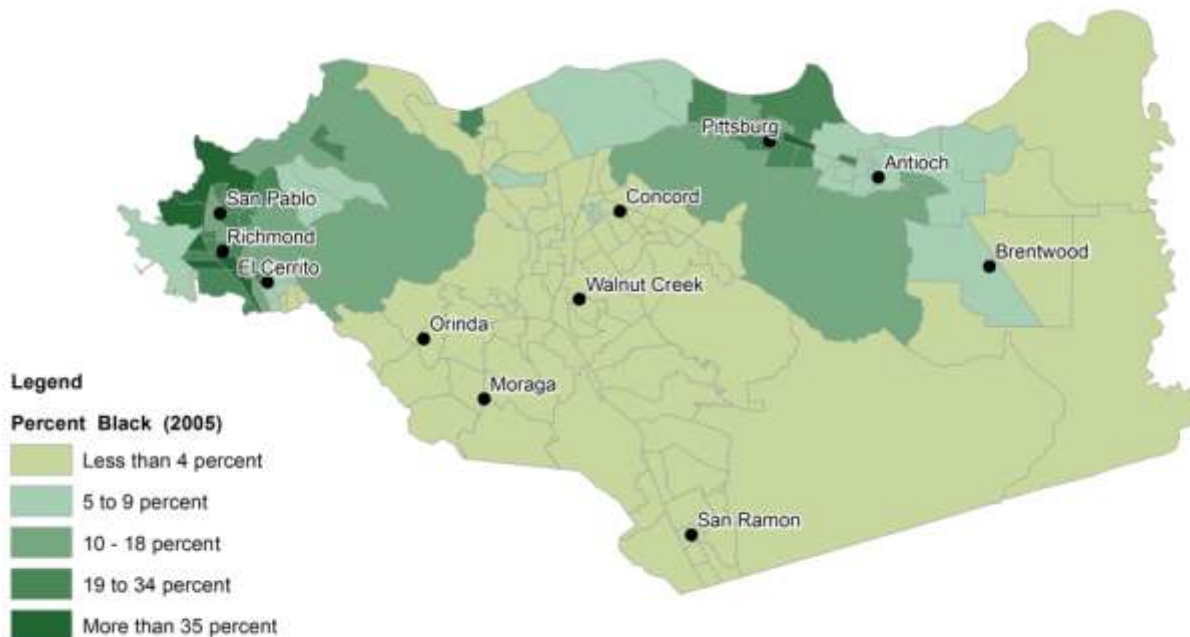 Pittsburg
Antioch
San Pablo
Concord
Richmond
El Cerrito
Brentwood
Walnut Creek
Orinda
Moraga
San Ramon
Legend
Percent Black (2005)
Less than 4 percent
5 to 9 percent
10 - 18 percent
19 to 34 percent
More than 35 percent